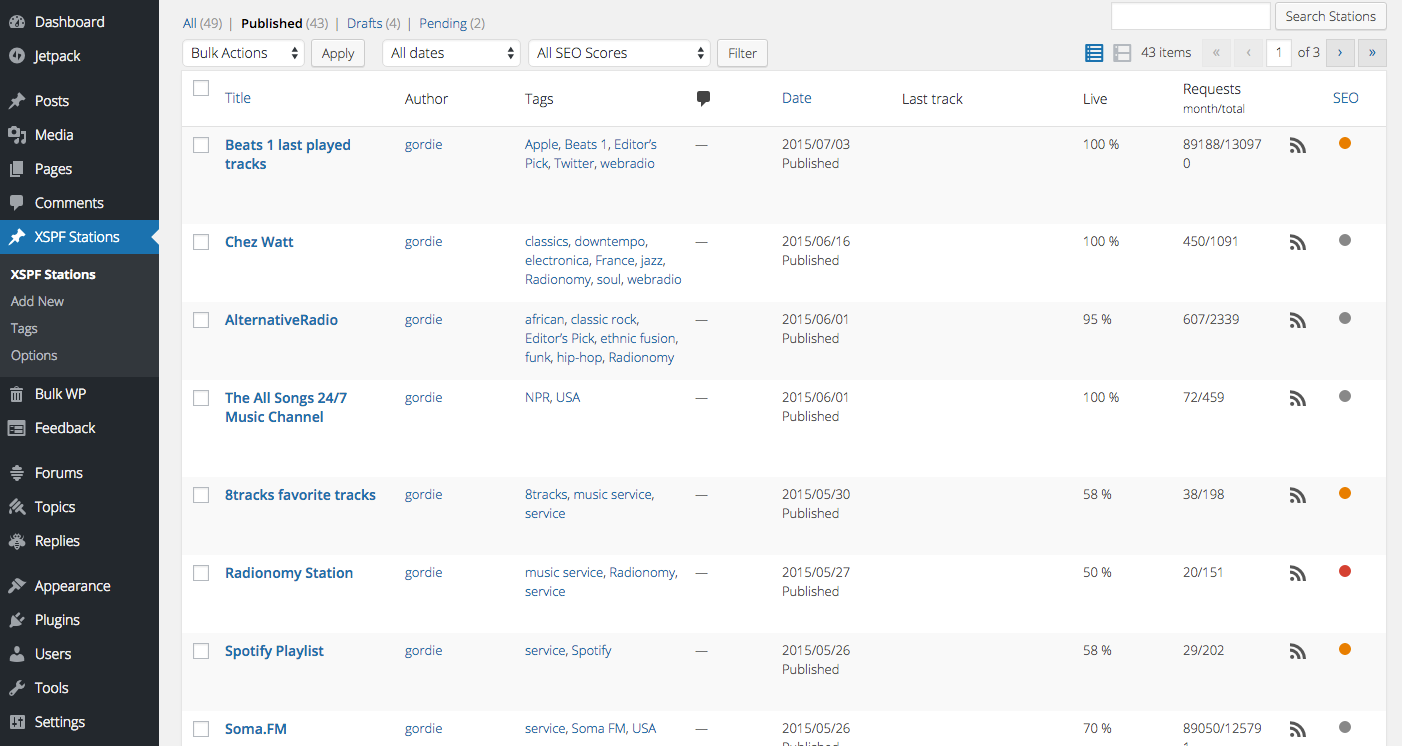 Dashboard
Jetpack
Posts
Media
Pages
Comments
XSPF Stations
XSPF Stations
Add New
Tags
Options
Bulk WP
Feedback
Forums
Topics
Replies
Appearance
Plugins
Users
Tools
Settings
All (49) | Published (43) | Drafts (4) | Pending (2)
Search Stations
Bulk Actions Apply All dates All SEO Scores Filter
43 items « ‹ 1 of 3 › »
Title Author Tags Date Last track Live Requests SEO
month/total
Beats 1 last played gordie Apple, Beats 1, Editor's — 2015/07/03 100 % 89188/13097
tracks Pick, Twitter, webradio Published 0
Chez Watt gordie classics, downtempo, — 2015/06/16 100 % 450/1091
electronica, France, jazz, Published
Radionomy, soul, webradio
AlternativeRadio gordie african, classic rock, — 2015/06/01 95 % 607/2339
Editor's Pick, ethnic fusion, Published
funk, hip-hop, Radionomy
The All Songs 24/7 gordie NPR, USA — 2015/06/01 100 % 72/459
Music Channel Published
8tracks favorite tracks gordie 8tracks, music service, — 2015/05/30 58 % 38/198
service Published
Radionomy Station gordie music service, Radionomy, — 2015/05/27 50 % 20/151
service Published
Spotify Playlist gordie service, Spotify — 2015/05/26 58 % 29/202
Published
Soma.FM gordie service, Soma FM, USA — 2015/05/26 70 % 89050/12579
Published